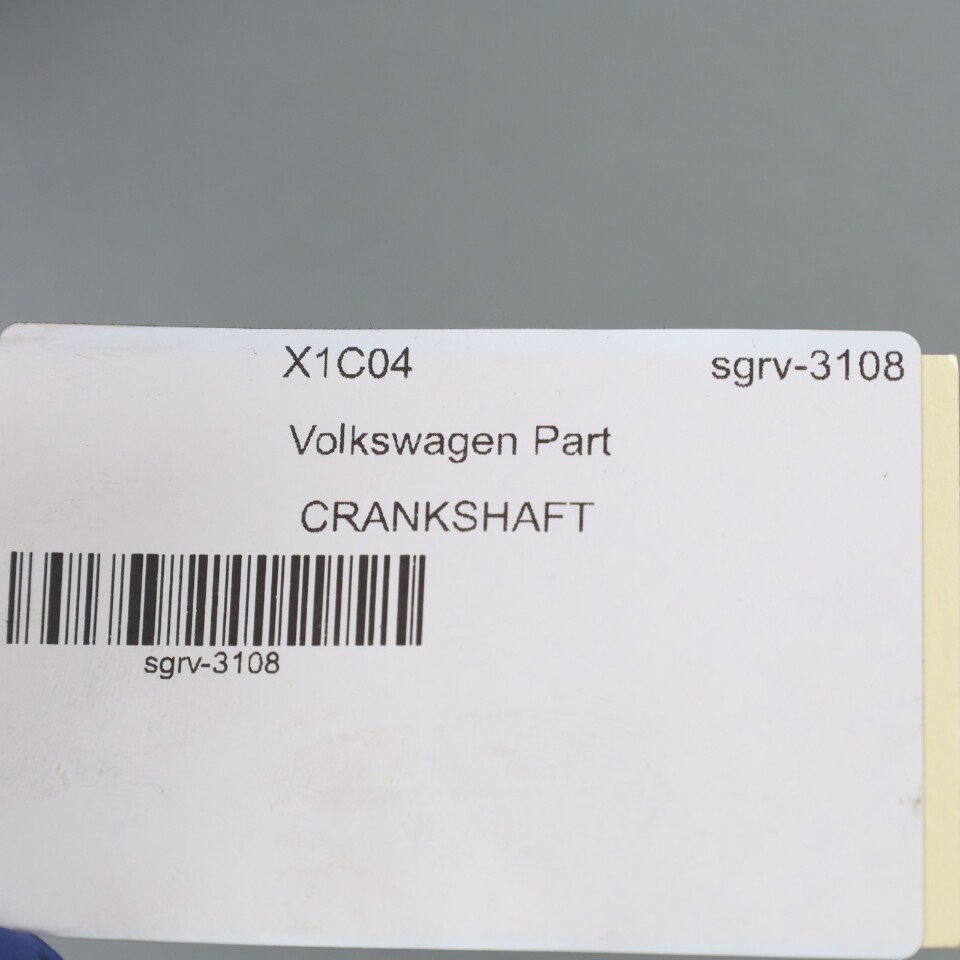 X1C04 sgrv-3108
Volkswagen Part
CRANKSHAFT
sgrv-3108